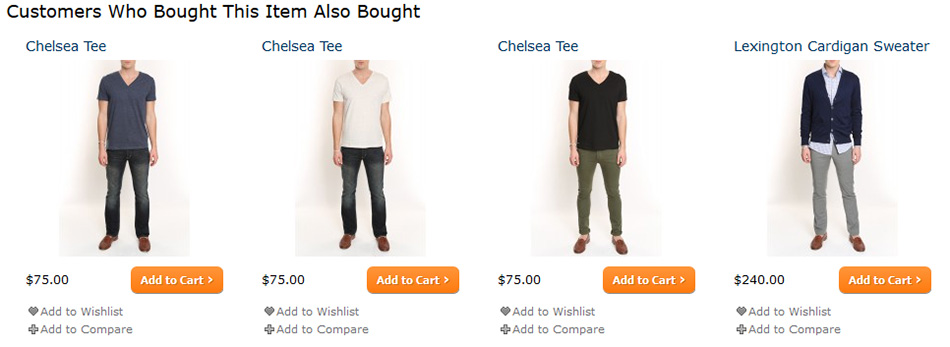 Customers Who Bought This Item Also Bought
Chelsea Tee
Chelsea Tee
Chelsea Tee
Lexington Cardigan Sweater
$75.00
Add to Cart >
$75.00
Add to Cart >
$75.00
Add to Cart >
$240.00
Add to Cart >
Add to Wishlist
Add to Wishlist
Add to Wishlist
Add to Wishlist
Add to Compare
Add to Compare
Add to Compare
Add to Compare